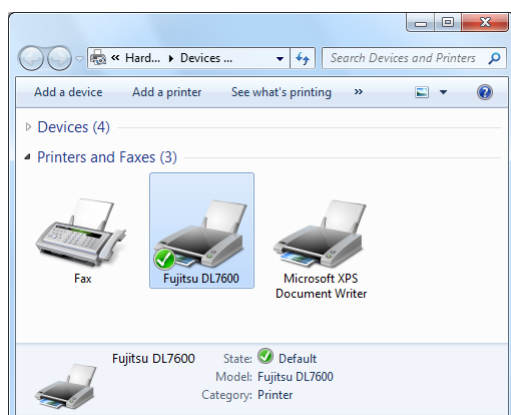 « Hard... ▸ Devices ...
Search Devices and Printers
Add a device Add a printer See what's printing »
Devices (4)
Printers and Faxes (3)
Fax
Fujitsu DL7600
Microsoft XPS
Document Writer
Fujitsu DL7600 State: Default
Model: Fujitsu DL7600
Category: Printer